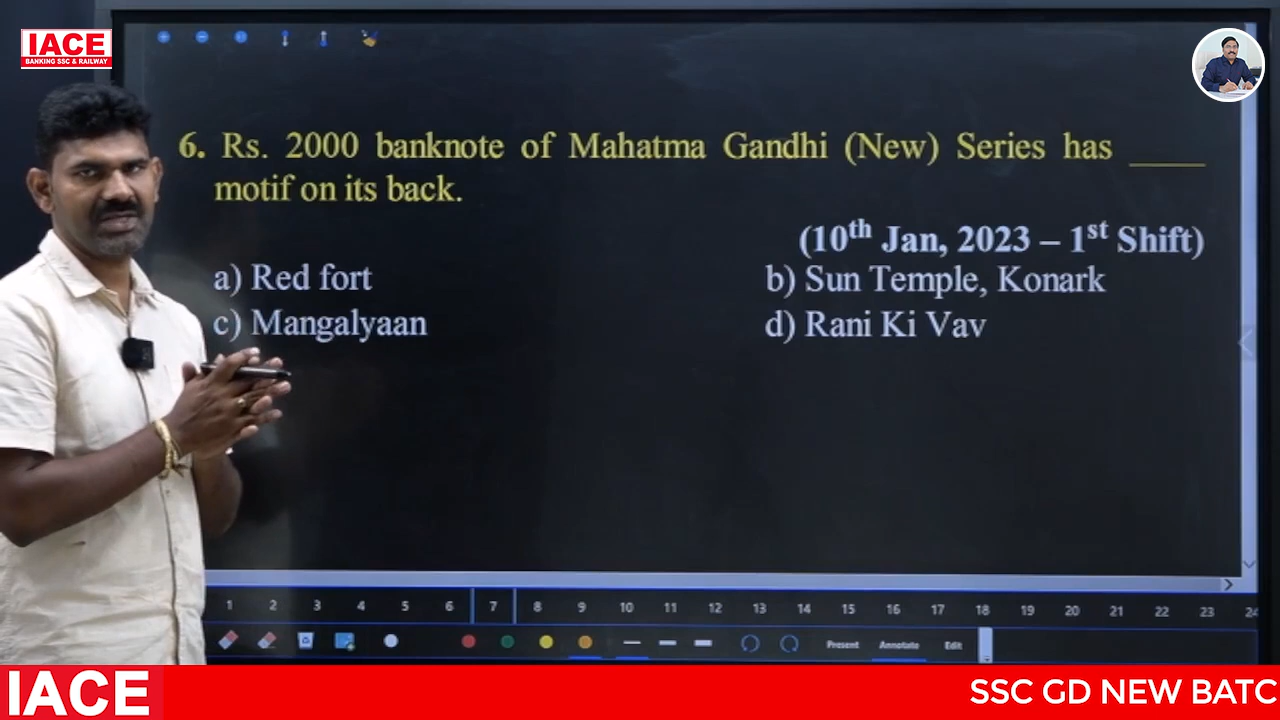 IACE
BANKING SSC & RAILWAY
6. Rs. 2000 banknote of Mahatma Gandhi (New) Series has _____
motif on its back.
(10th Jan, 2023 – 1st Shift)
a) Red fort
b) Sun Temple, Konark
c) Mangalyaan
d) Rani Ki Vav
1 2 3 4 5 6 7 8 9 10 11 12 13 14 15 16 17 18 19 20 21 22 23 24
Present Annotate Edit
IACE
SSC GD NEW BATC